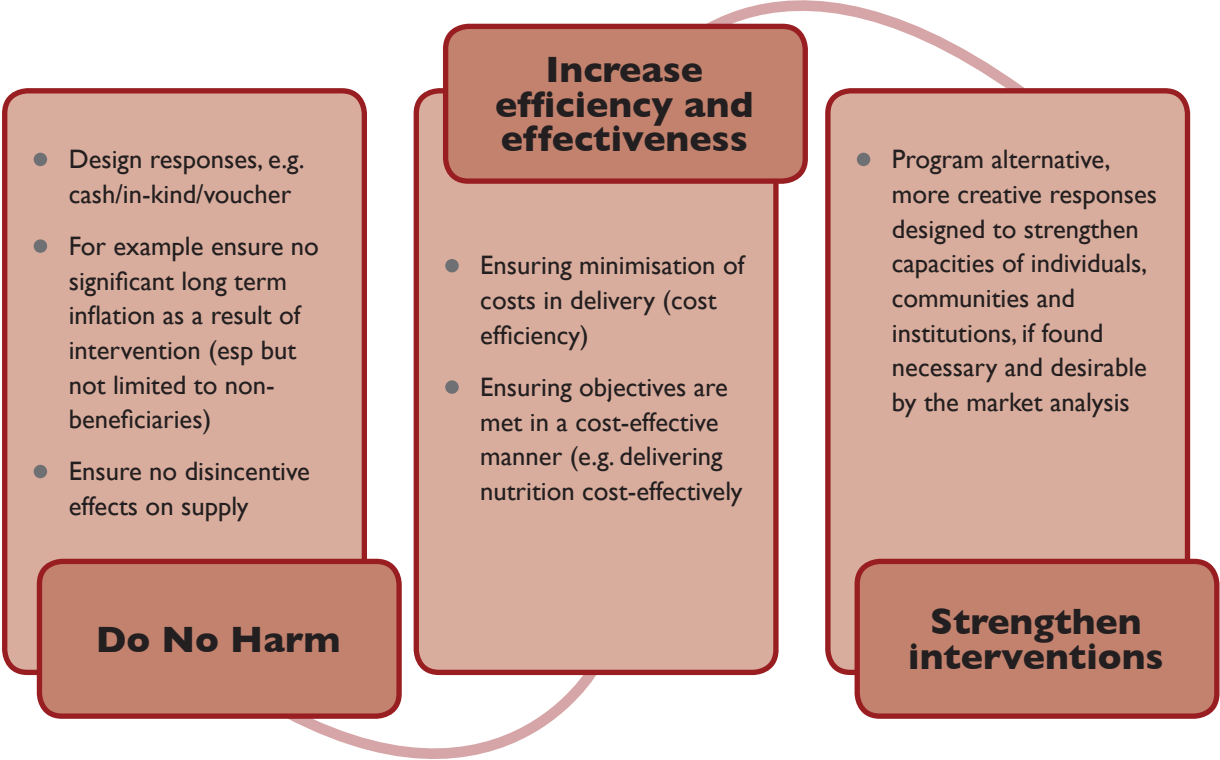 Design responses, e.g.
cash/in-kind/voucher
For example ensure no
significant long term
inflation as a result of
intervention (esp but
not limited to non-
beneficiaries)
Ensure no disincentive
effects on supply
Do No Harm
Increase
efficiency and
effectiveness
Ensuring minimisation of
costs in delivery (cost
efficiency)
Ensuring objectives are
met in a cost-effective
manner (e.g. delivering
nutrition cost-effectively
Program alternative,
more creative responses
designed to strengthen
capacities of individuals,
communities and
institutions, if found
necessary and desirable
by the market analysis
Strengthen
interventions